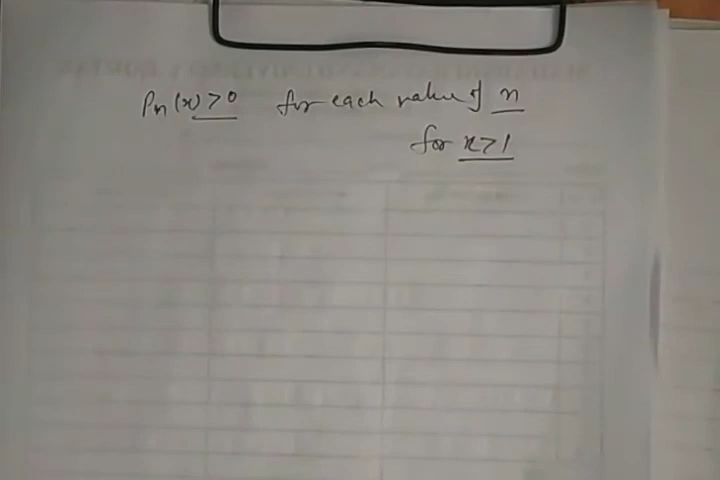 Pn(x) > 0 for each value of n
for x > 1